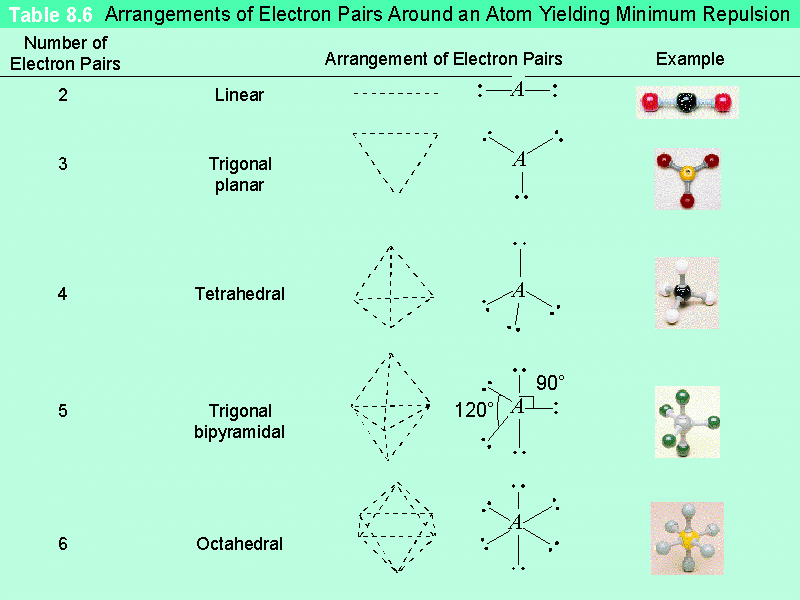 Table 8.6 Arrangements of Electron Pairs Around an Atom Yielding Minimum Repulsion
Number of
Electron Pairs
Arrangement of Electron Pairs
Example
2
Linear
A
3
Trigonal
planar
A
4
Tetrahedral
A
5
Trigonal
bipyramidal
90°
120°
A
6
Octahedral
A